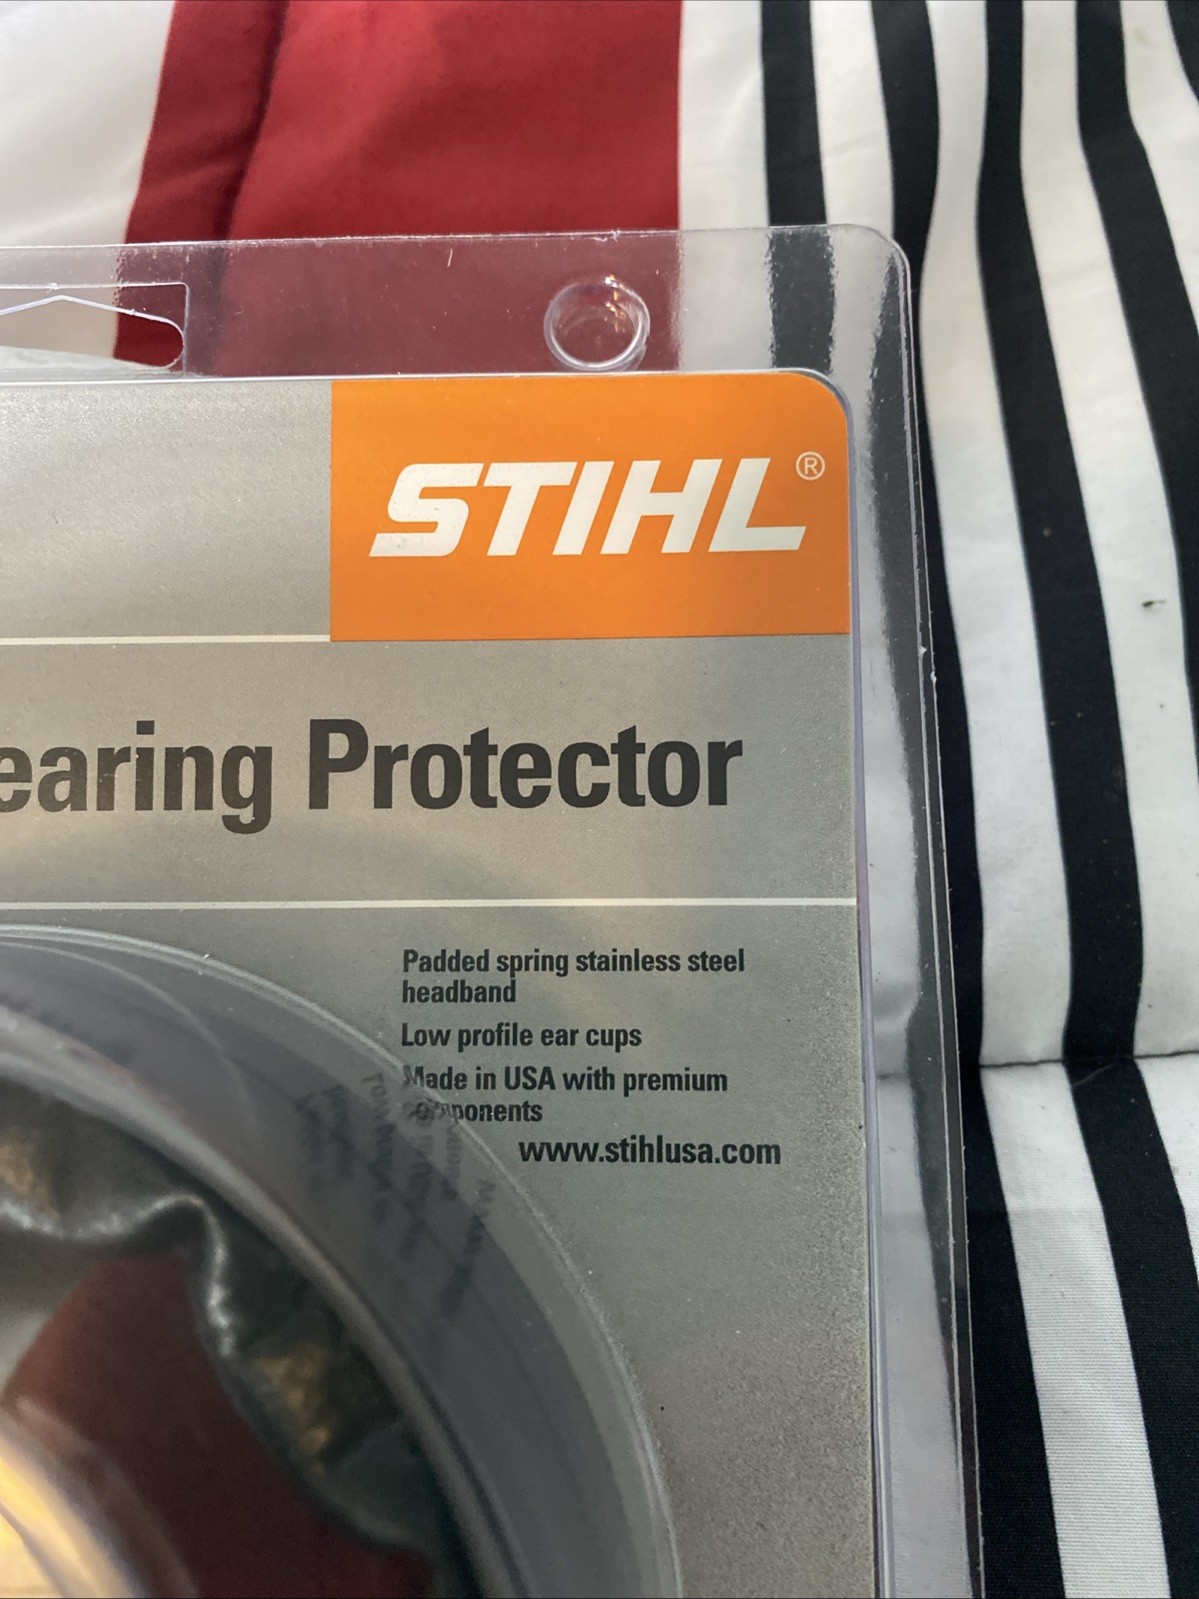 STIHL®
earing Protector
Padded spring stainless steel
headband
Low profile ear cups
Made in USA with premium
components
www.stihlusa.com